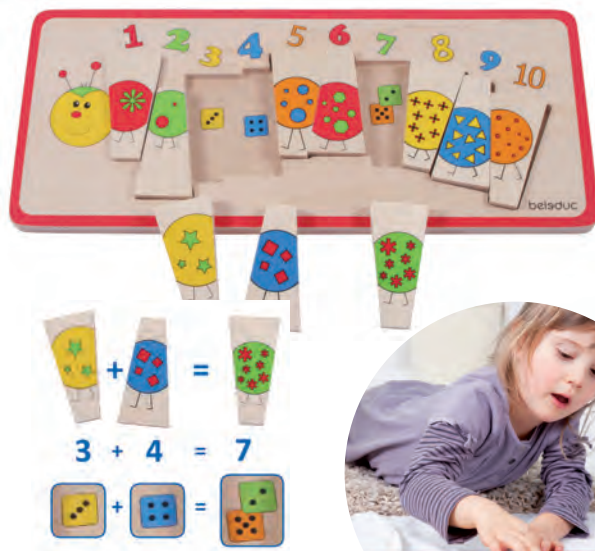 1 2 3 4 5 6 7 8 9 10
beleduc
+ =
3 + 4 = 7
+ =